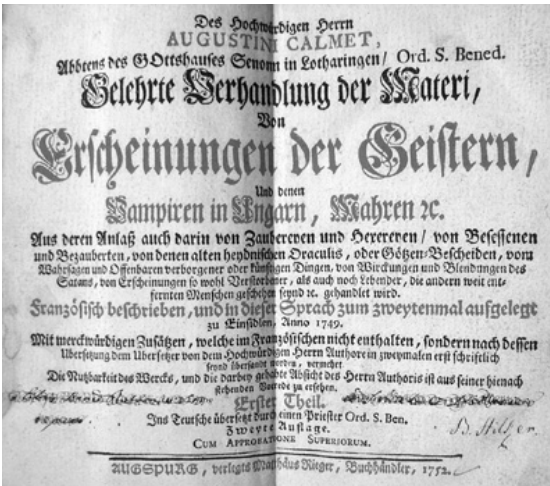 Des Hochwürdigen Herrn
AUGUSTINI CALMET,
Abbtens des GOttshauses Senonn in Lotharingen/ Ord. S. Bened.
Gelehrte Verhandlung der Materi,
Von
Erscheinungen der Geistern,
Und denen
Vampiren in Ungarn, Mahren ꝛc.
Aus deren Anlaß auch darin von Zaubereyen und Hexereyen/ von Besessenen
und Bezauberten, von denen alten heydnischen Oraculis, oder Götzen-Bescheiden, vom
Wahrsagen und Offenbaren verborgener oder künfftigen Dingen, von Würckungen und Blendungen des
Satans, von Erscheinungen so wohl Verstorbener, als auch noch Lebender, die andern weit ent-
fernten Menschen geschehen seynd ꝛc. gehandlet wird.
Französisch beschrieben, und in dieser Sprach zum zweytenmal aufgelegt
zu Einsidlen, Anno 1749.
Mit merckwürdigen Zusätzen, welche im Französischen nicht enthalten, sondern nach dessen
Ubersetzung dem Ubersetzer von dem Hochwürdigen Herrn Authore in zweymalen erst schriftlich
seynd übersandt worden, vermehrt
Die Nutzbarkeit des Wercks, und die darbey gehabte Absicht des Herrn Authoris ist aus seiner hienach
stehenden Vorrede zu ersehen.
Erster Theil.
Ins Teutsche übersetzt durch einen Priester Ord. S. Ben.
Zweyte Auflage.
CUM APPROBATIONE SUPERIORUM.
AUGSPURG, verlegts Matthäus Rieger, Buchhändler, 1752.